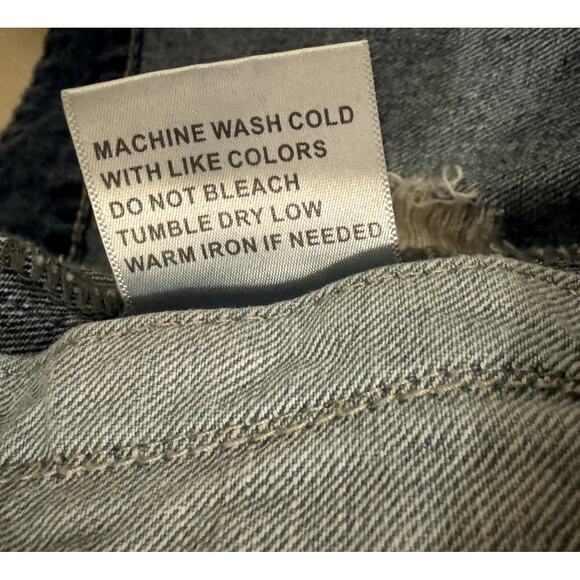 MACHINE WASH COLD
WITH LIKE COLORS
DO NOT BLEACH
TUMBLE DRY LOW
WARM IRON IF NEEDED